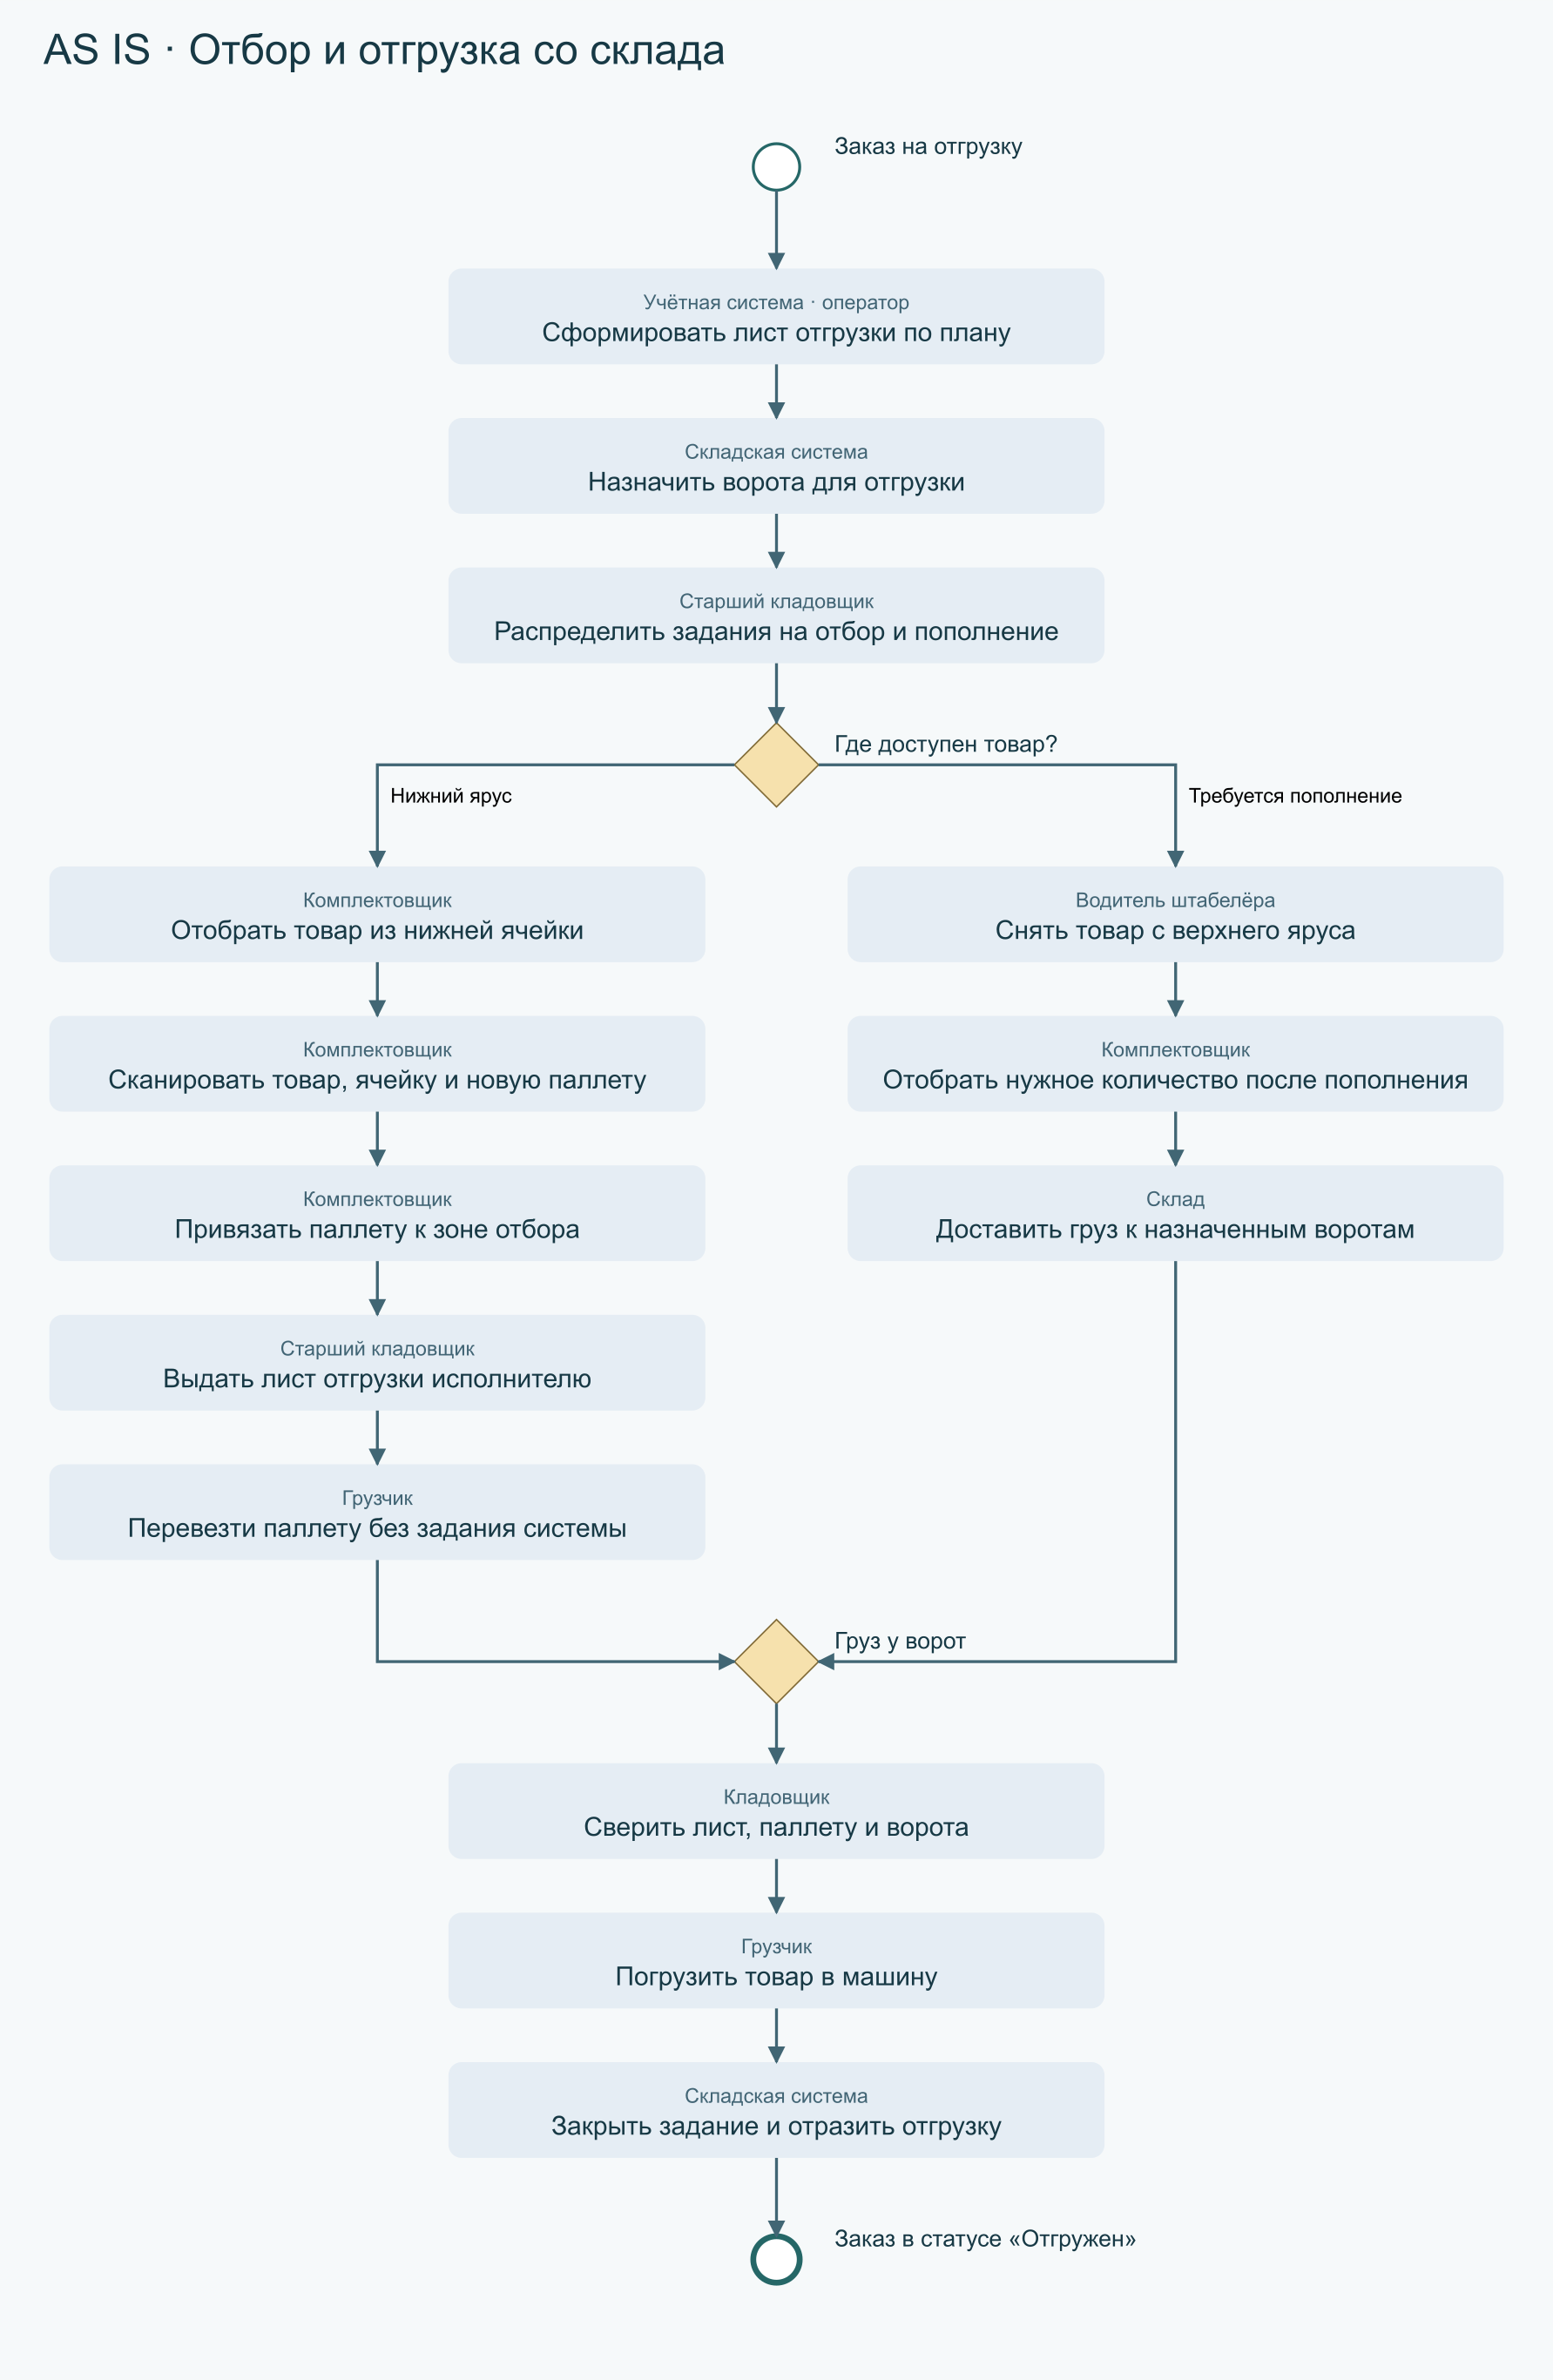 AS IS · Отбор и отгрузка со склада
Заказ на отгрузку
Учётная система · оператор
Сформировать лист отгрузки по плану
Складская система
Назначить ворота для отгрузки
Старший кладовщик
Распределить задания на отбор и пополнение
Где доступен товар?
Нижний ярус
Требуется пополнение
Комплектовщик
Отобрать товар из нижней ячейки
Комплектовщик
Сканировать товар, ячейку и новую паллету
Комплектовщик
Привязать паллету к зоне отбора
Старший кладовщик
Выдать лист отгрузки исполнителю
Грузчик
Перевезти паллету без задания системы
Водитель штабелёра
Снять товар с верхнего яруса
Комплектовщик
Отобрать нужное количество после пополнения
Склад
Доставить груз к назначенным воротам
Груз у ворот
Кладовщик
Сверить лист, паллету и ворота
Грузчик
Погрузить товар в машину
Складская система
Закрыть задание и отразить отгрузку
Заказ в статусе «Отгружен»